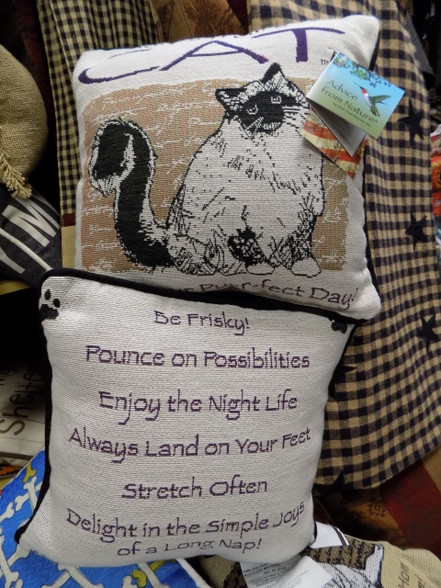 CAT
TM
Advice
from Nature
Purr-fect Day!
Be Frisky!
Pounce on Possibilities
Enjoy the Night Life
Always Land on Your Feet
Stretch Often
Delight in the Simple Joys
of a Long Nap!